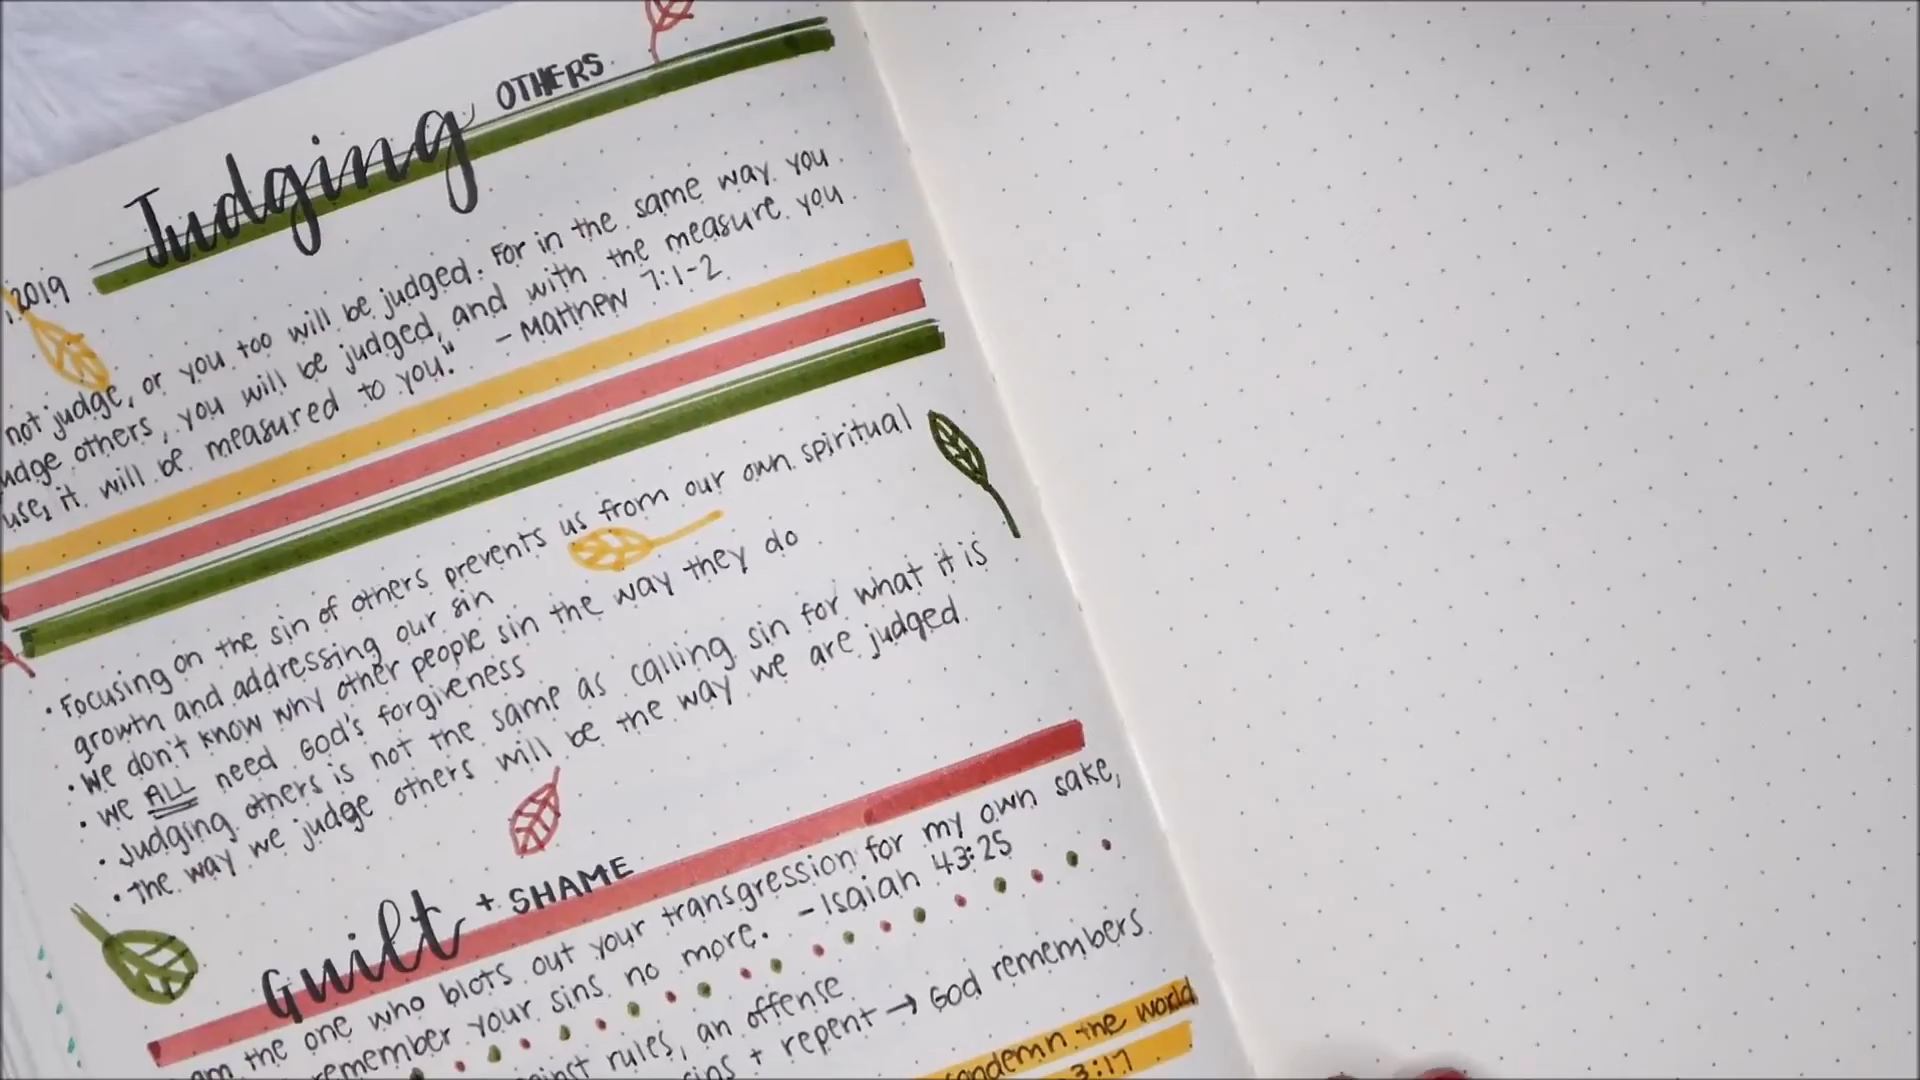 Judging OTHERS
, 2019
not judge, or you too will be judged. For in the same way you
judge others, you will be judged, and with the measure you
use, it will be measured to you." - Matthew 7:1-2
• Focusing on the sin of others prevents us from our own spiritual
growth and addressing our sin
• We don't know why other people sin the way they do
• We ALL need God's forgiveness
• Judging others is not the same as calling sin for what it is
• The way we judge others will be the way we are judged.
Guilt + SHAME
am the one who blots out your transgression for my own sake,
remember your sins no more. - Isaiah 43:25
rules, an offense
+ repent → God remembers.
the world
3:17